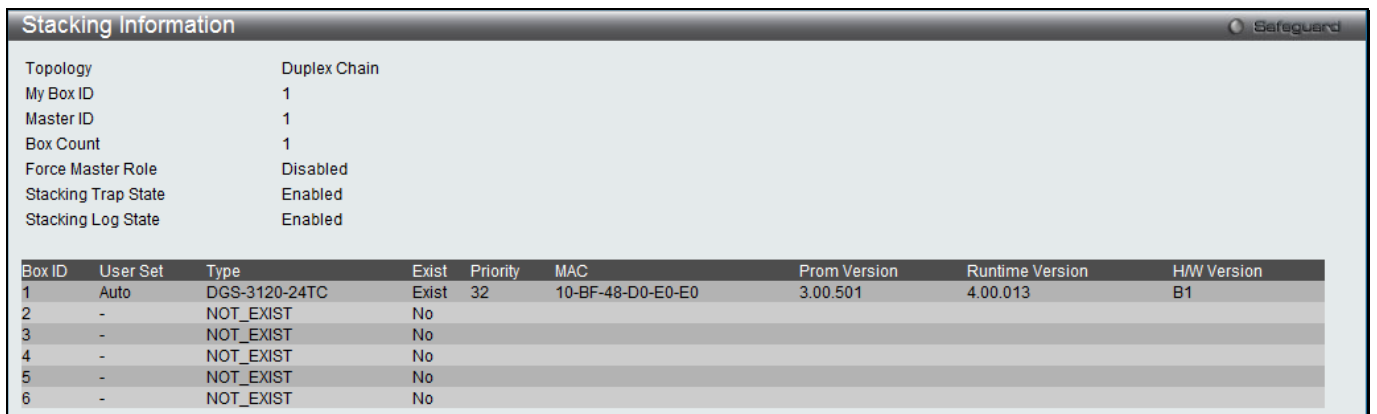 Stacking Information Safeguard
Topology Duplex Chain
My Box ID 1
Master ID 1
Box Count 1
Force Master Role Disabled
Stacking Trap State Enabled
Stacking Log State Enabled
Box ID User Set Type Exist Priority MAC Prom Version Runtime Version H/W Version
1 Auto DGS-3120-24TC Exist 32 10-BF-48-D0-E0-E0 3.00.501 4.00.013 B1
2 - NOT_EXIST No
3 - NOT_EXIST No
4 - NOT_EXIST No
5 - NOT_EXIST No
6 - NOT_EXIST No